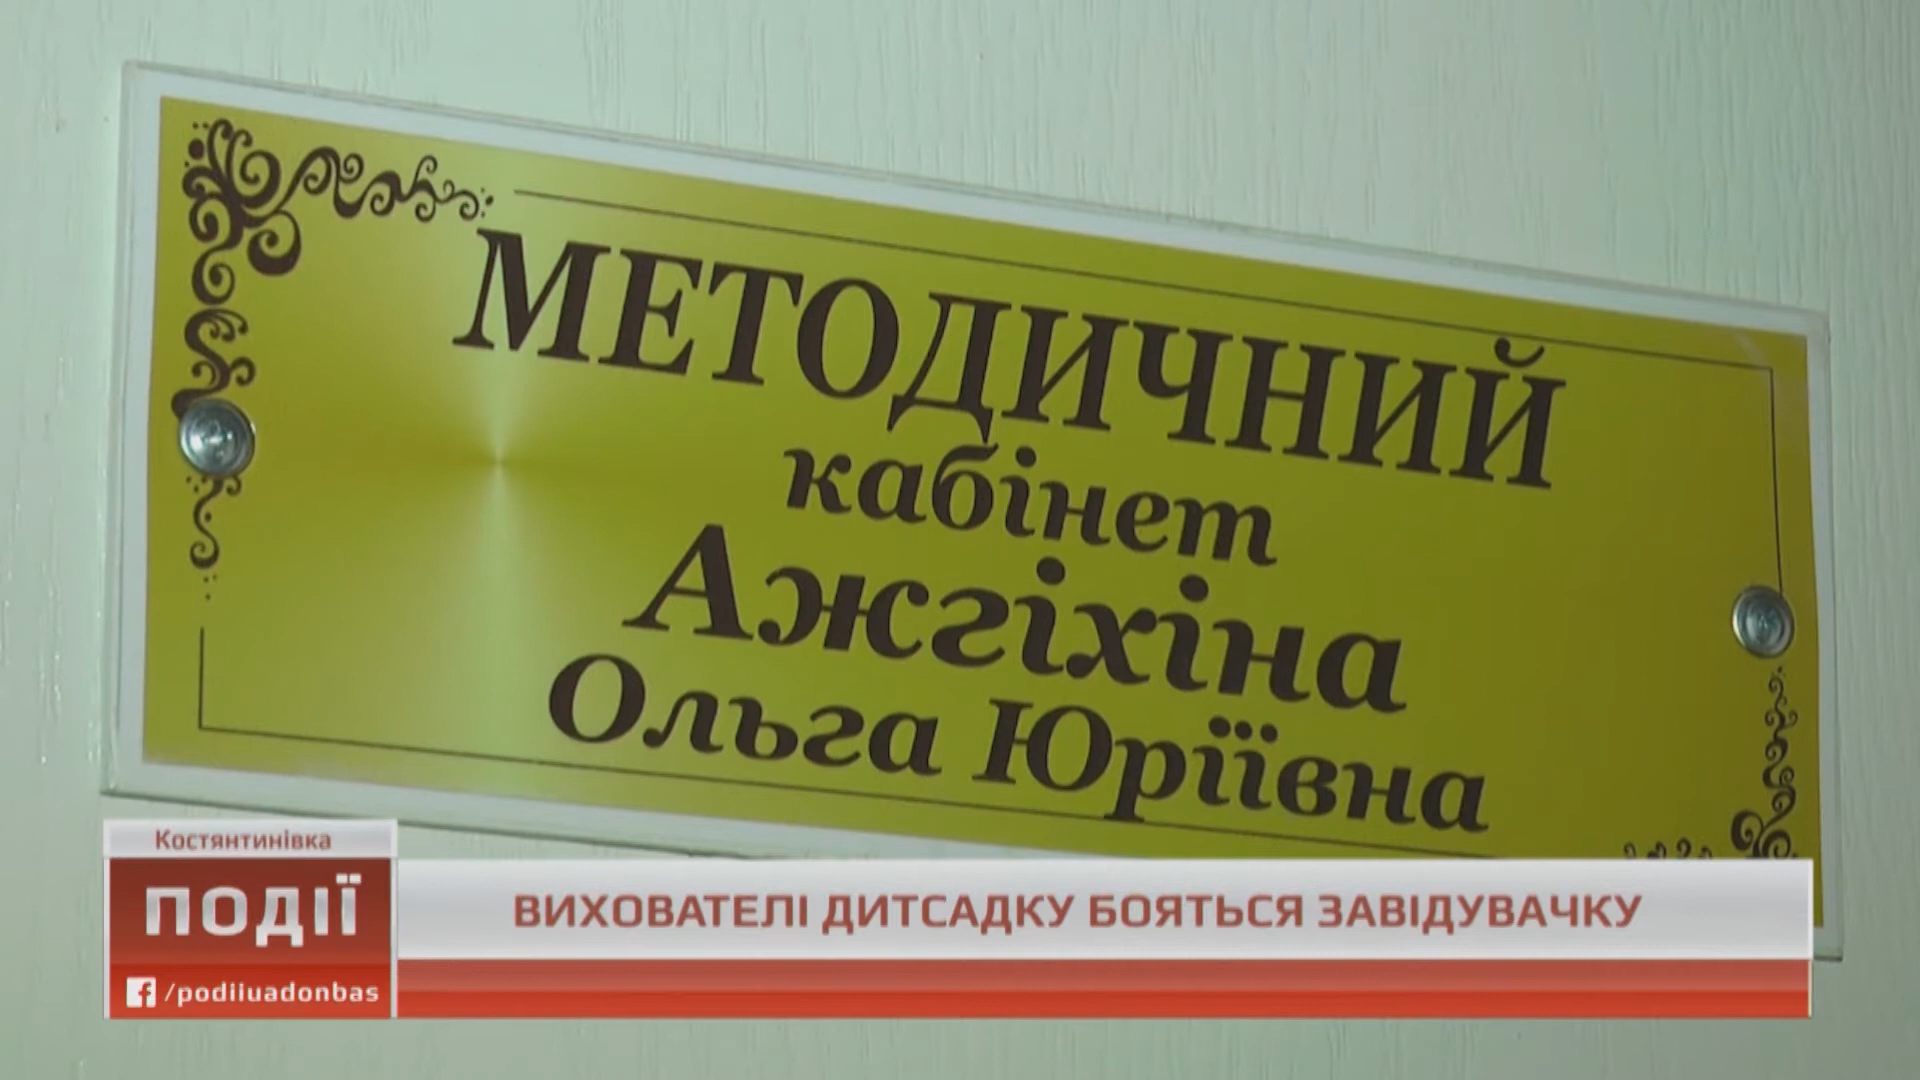 МЕТОДИЧНИЙ
кабінет
Ажгіхіна
Ольга Юріївна
Костянтинівка
ПОДІЇ
ВИХОВАТЕЛІ ДИТСАДКУ БОЯТЬСЯ ЗАВІДУВАЧКУ
/podiiuadonbas